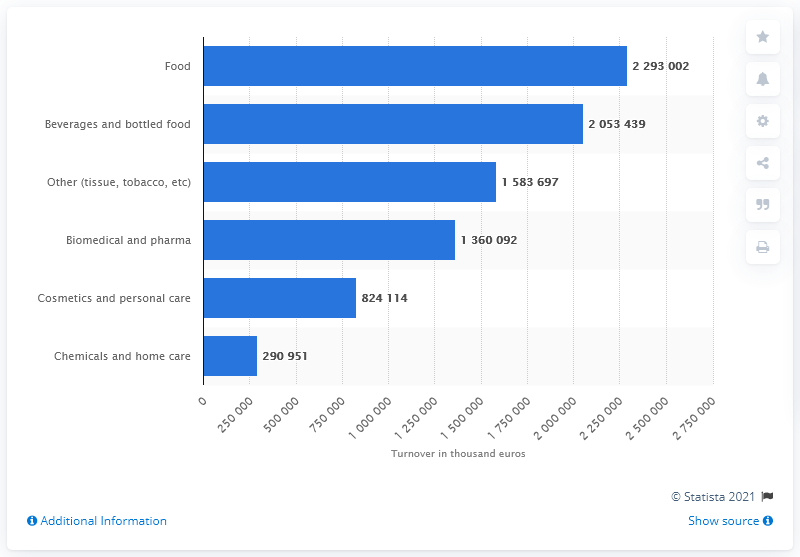 Food
2 293 002
Beverages and bottled food
2 053 439
Other (tissue, tobacco, etc)
1 583 697
Biomedical and pharma
1 360 092
Cosmetics and personal care
824 114
Chemicals and home care
290 951
0
250 000
500 000
750 000
1 000 000
1 250 000
1 500 000
1 750 000
2 000 000
2 250 000
2 500 000
2 750 000
Turnover in thousand euros
© Statista 2021
Additional Information
Show source